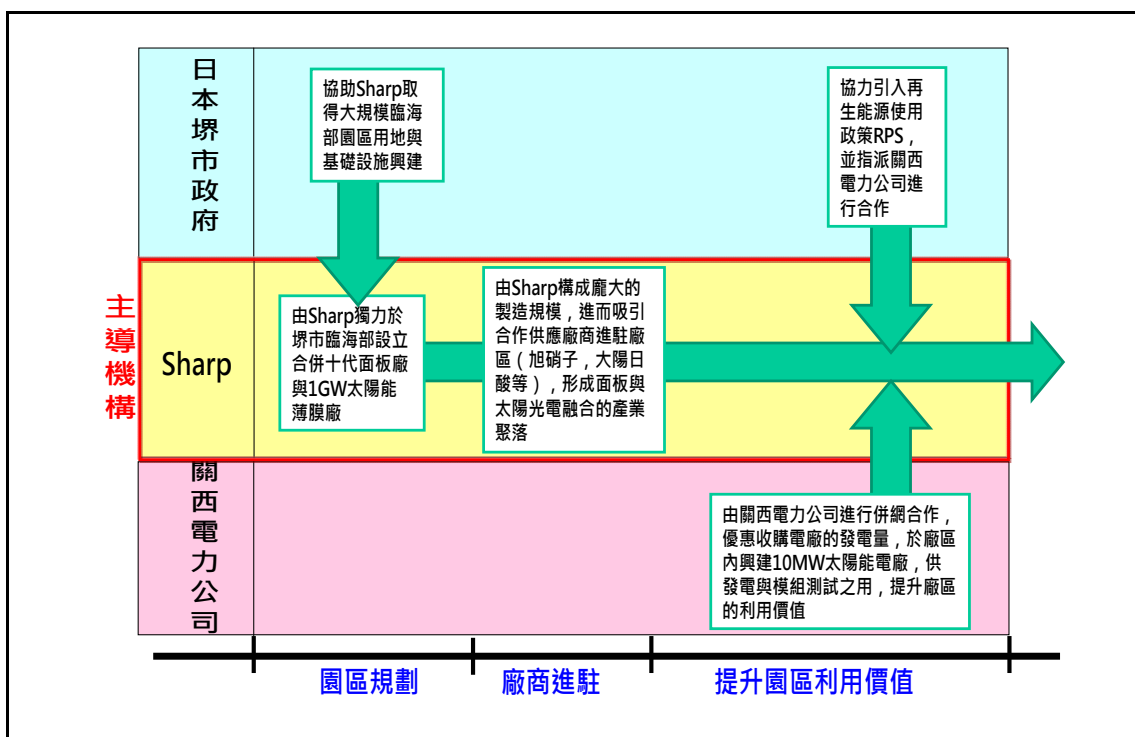 日本堺市政府
協助Sharp取
得大規模臨海
部園區用地與
基礎設施興建
協力引入再
生能源使用
政策RPS，
並指派關西
電力公司進
行合作
主導機構
Sharp
由Sharp獨力於
堺市臨海部設立
合併十代面板廠
與1GW太陽能
薄膜廠
由Sharp構成龐大的
製造規模，進而吸引
合作供應廠商進駐廠
區（旭硝子，大陽日
酸等），形成面板與
太陽光電融合的產業
聚落
關西電力公司
由關西電力公司進行併網合作，
優惠收購電廠的發電量，於廠區
內興建10MW太陽能電廠，供
發電與模組測試之用，提升廠區
的利用價值
園區規劃
廠商進駐
提升園區利用價值